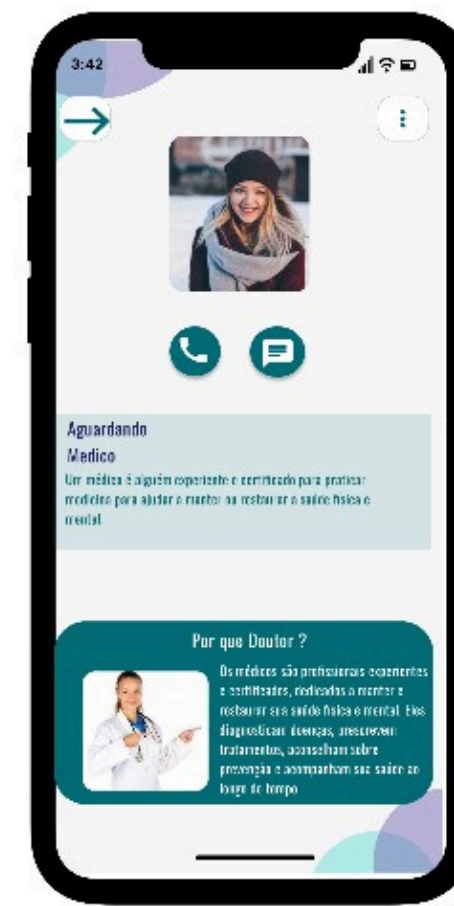 3:42
Aguardando
Medico
Um médico é alguém experiente e certificado para praticar
medicina para ajudar a manter ou restaurar a saúde física e
mental.
Por que Doutor ?
Os médicos são profissionais experientes
e certificados, dedicados a manter e
restaurar sua saúde física e mental. Eles
diagnosticam doenças, prescrevem
tratamentos, aconselham sobre
prevenção e acompanham sua saúde ao
longo do tempo